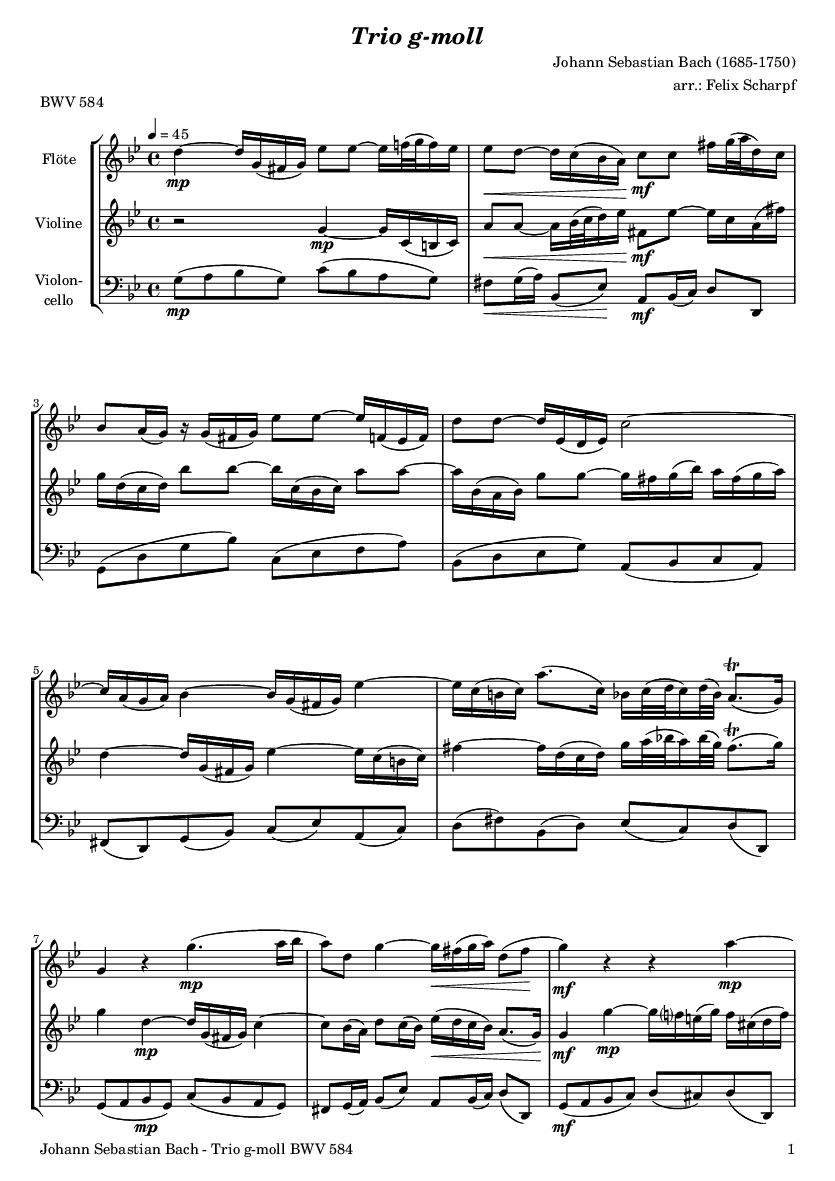 Trio g-moll
Johann Sebastian Bach (1685-1750)
arr.: Felix Scharpf
BWV 584
= 45
Flöte
mp
mf
Violine
mp
mf
Violon-
cello
mp
mf
3
5
tr
tr
7
mp
mf
mp
mp
mf
mp
mp
mf
Johann Sebastian Bach - Trio g-moll BWV 584
1